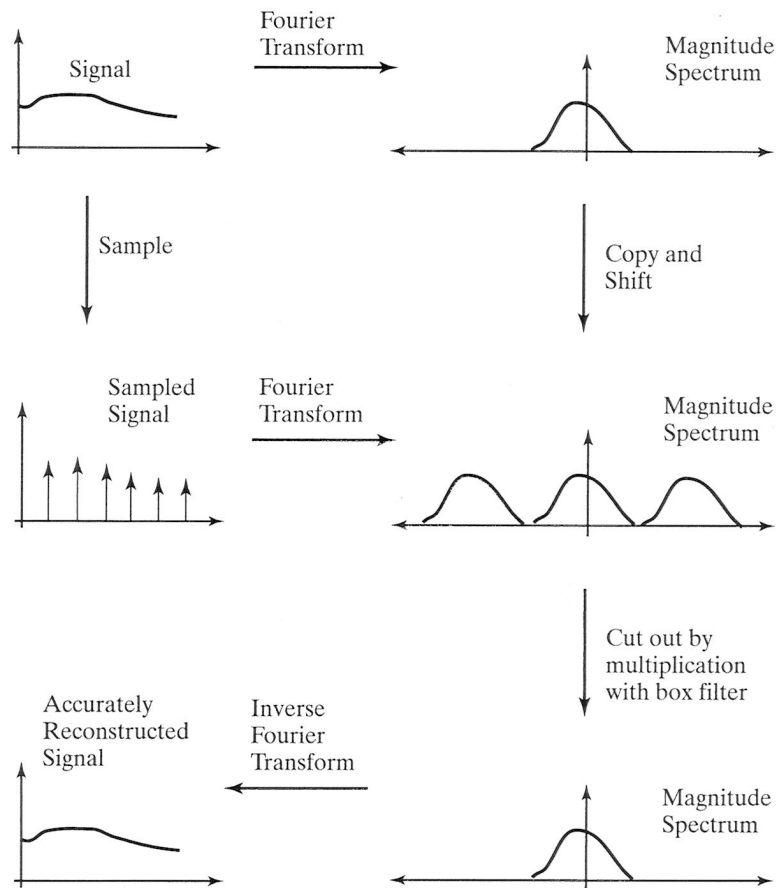 Fourier
Transform
Signal
Magnitude
Spectrum
Sample
Copy and
Shift
Sampled
Signal
Fourier
Transform
Magnitude
Spectrum
Cut out by
multiplication
with box filter
Accurately
Reconstructed
Signal
Inverse
Fourier
Transform
Magnitude
Spectrum